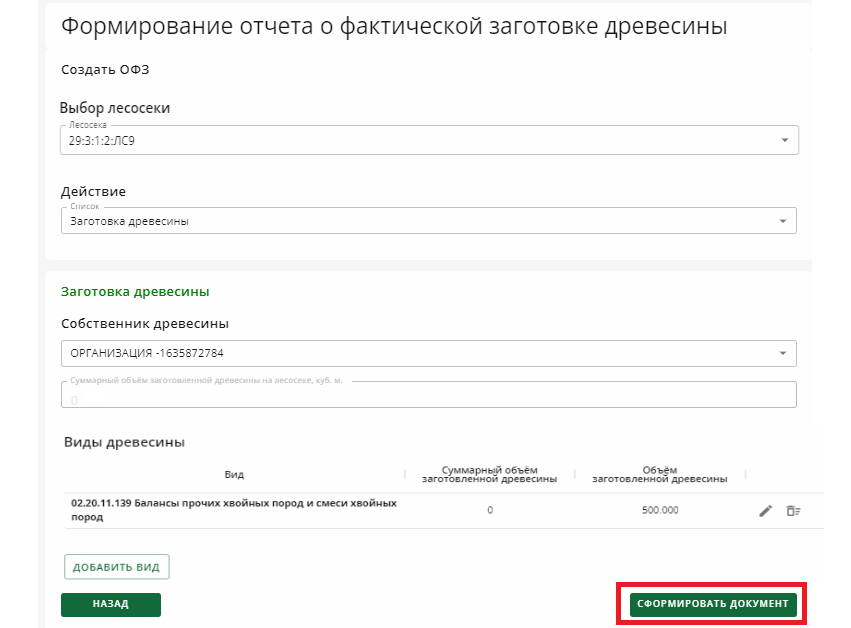 Формирование отчета о фактической заготовке древесины
Создать ОФЗ
Выбор лесосеки
Лесосека
29:3:1:2:ЛС9
Действие
Список
Заготовка древесины
Заготовка древесины
Собственник древесины
ОРГАНИЗАЦИЯ -1635872784
Суммарный объём заготовленной древесины на лесосеке, куб. м.
0
Виды древесины
Вид
Суммарный объём
заготовленной древесины
Объём
заготовленной древесины
02.20.11.139 Балансы прочих хвойных пород и смеси хвойных
пород
0
500.000
ДОБАВИТЬ ВИД
НАЗАД
СФОРМИРОВАТЬ ДОКУМЕНТ